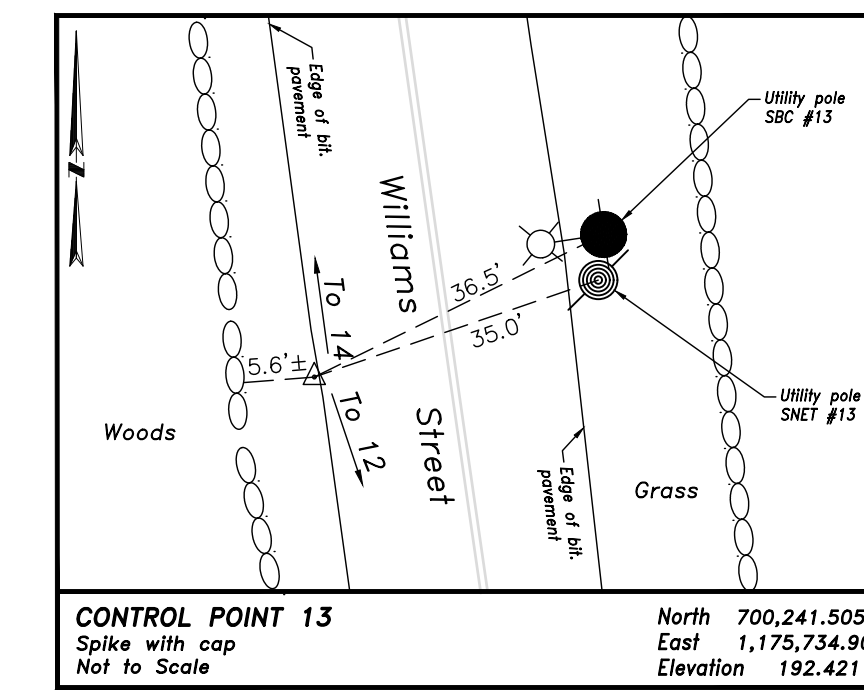 Edge of bit.
pavement
Utility pole
SBC #13
N
Williams
Street
36.5'
35.0'
To 14
5.6'±
To 12
Woods
Utility pole
SNET #13
Edge of bit.
pavement
Grass
CONTROL POINT 13
Spike with cap
Not to Scale
North 700,241.505
East 1,175,734.90
Elevation 192.421